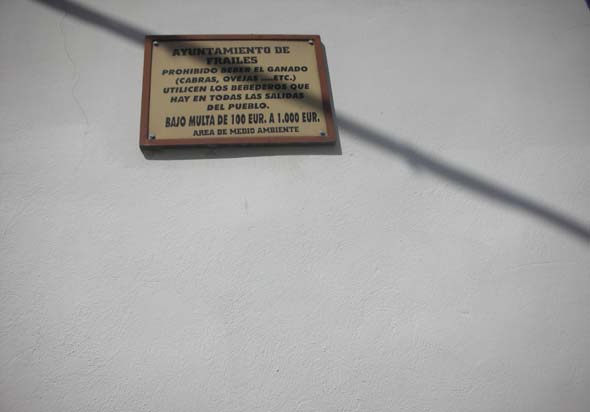 AYUNTAMIENTO DE
FRAILES
PROHIBIDO BEBER EL GANADO
(CABRAS, OVEJAS ....ETC.)
UTILICEN LOS BEBEDEROS QUE
HAY EN TODAS LAS SALIDAS
DEL PUEBLO.
BAJO MULTA DE 100 EUR. A 1.000 EUR.
AREA DE MEDIO AMBIENTE